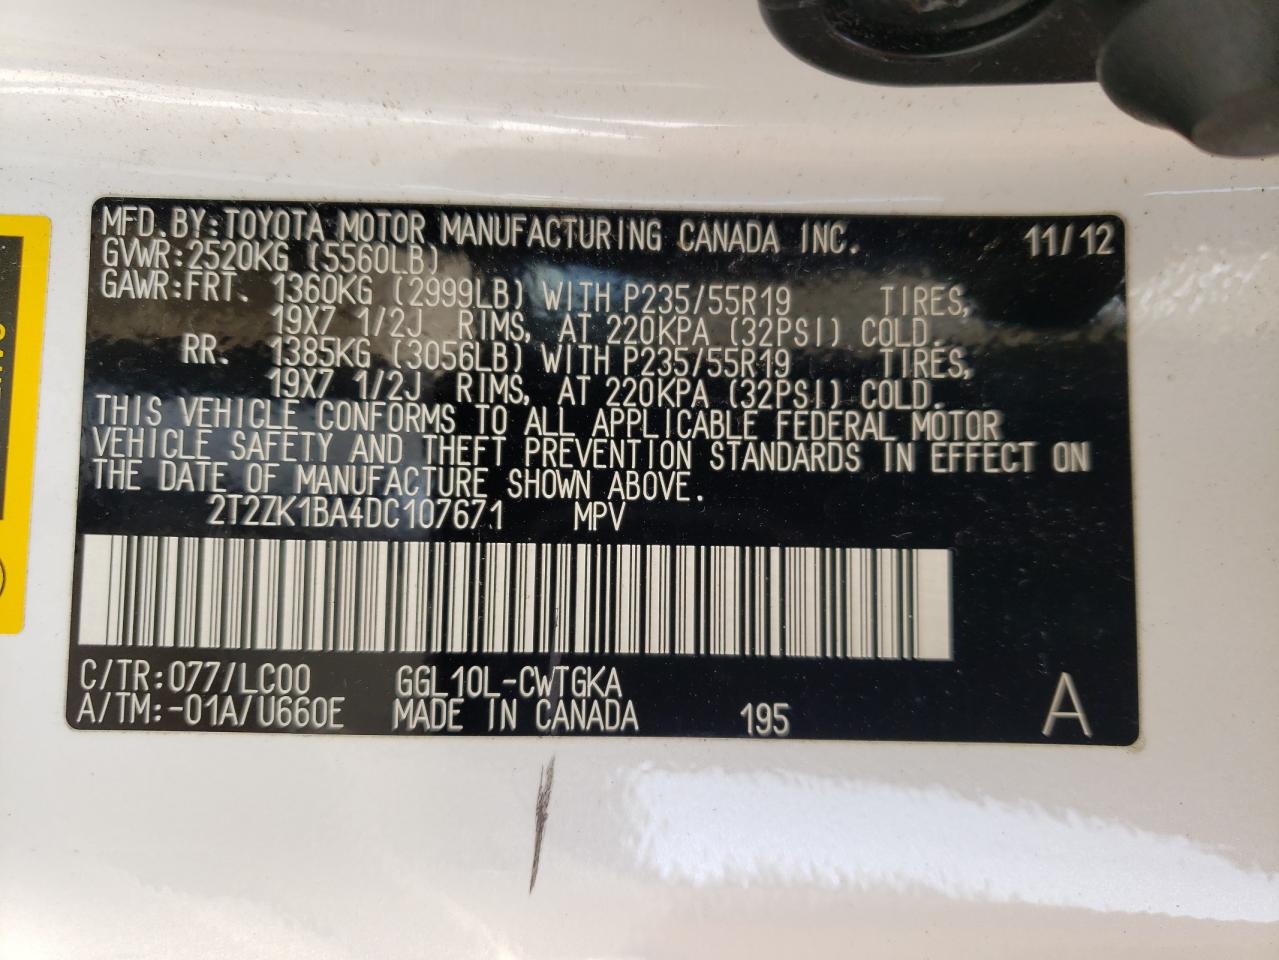 MFD. BY:TOYOTA MOTOR MANUFACTURING CANADA INC. 11/12
GVWR:2520KG (5560LB)
GAWR:FRT. 1360KG (2999LB) WITH P235/55R19 TIRES,
19X7 1/2J RIMS, AT 220KPA (32PSI) COLD.
RR. 1385KG (3056LB) WITH P235/55R19 TIRES,
19X7 1/2J RIMS, AT 220KPA (32PSI) COLD.
THIS VEHICLE CONFORMS TO ALL APPLICABLE FEDERAL MOTOR
VEHICLE SAFETY AND THEFT PREVENTION STANDARDS IN EFFECT ON
THE DATE OF MANUFACTURE SHOWN ABOVE.
2T2ZK1BA4DC107671 MPV
C/TR:077/LC00 GGL10L-CWTGKA
A/TM:-01A/U660E MADE IN CANADA 195 A